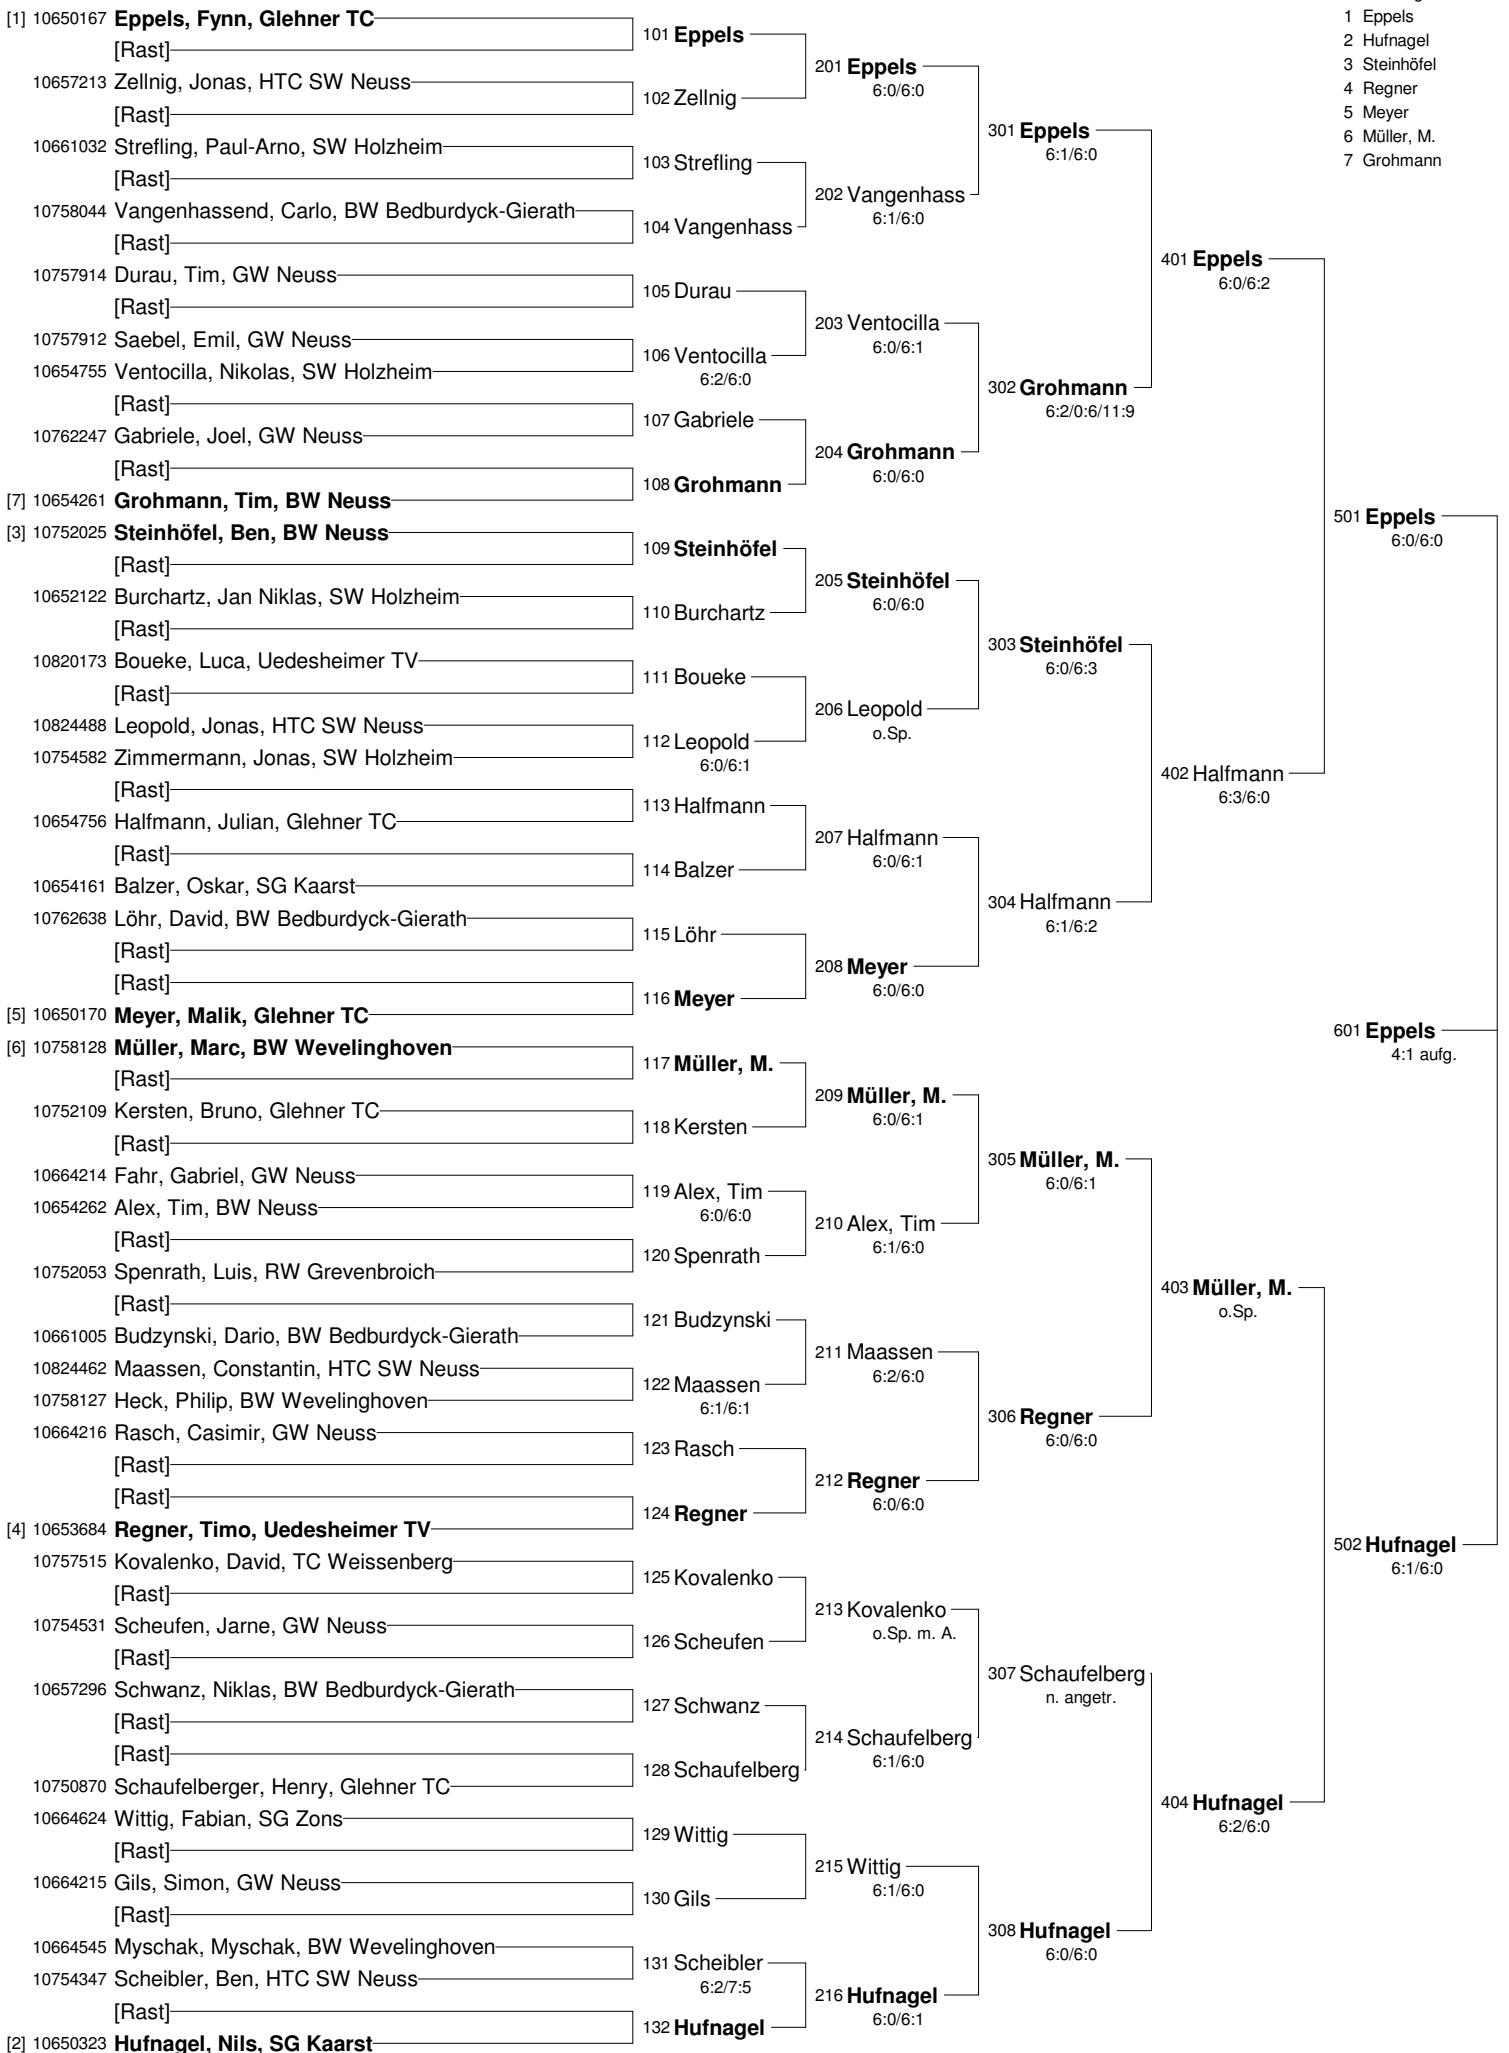 [1] 10650167 Eppels, Fynn, Glehner TC
[Rast]
10657213 Zellnig, Jonas, HTC SW Neuss
[Rast]
10661032 Strefling, Paul-Arno, SW Holzheim
[Rast]
10758044 Vangenhassend, Carlo, BW Bedburdyck-Gierath
[Rast]
10757914 Durau, Tim, GW Neuss
[Rast]
10757912 Saebel, Emil, GW Neuss
10654755 Ventocilla, Nikolas, SW Holzheim
[Rast]
10762247 Gabriele, Joel, GW Neuss
[Rast]
[7] 10654261 Grohmann, Tim, BW Neuss
[3] 10752025 Steinhöfel, Ben, BW Neuss
[Rast]
10652122 Burchartz, Jan Niklas, SW Holzheim
[Rast]
10820173 Boueke, Luca, Uedesheimer TV
[Rast]
10824488 Leopold, Jonas, HTC SW Neuss
10754582 Zimmermann, Jonas, SW Holzheim
[Rast]
10654756 Halfmann, Julian, Glehner TC
[Rast]
10654161 Balzer, Oskar, SG Kaarst
10762638 Löhr, David, BW Bedburdyck-Gierath
[Rast]
[Rast]
[5] 10650170 Meyer, Malik, Glehner TC
[6] 10758128 Müller, Marc, BW Wevelinghoven
[Rast]
10752109 Kersten, Bruno, Glehner TC
[Rast]
10664214 Fahr, Gabriel, GW Neuss
10654262 Alex, Tim, BW Neuss
[Rast]
10752053 Spenrath, Luis, RW Grevenbroich
[Rast]
10661005 Budzynski, Dario, BW Bedburdyck-Gierath
10824462 Maassen, Constantin, HTC SW Neuss
10758127 Heck, Philip, BW Wevelinghoven
10664216 Rasch, Casimir, GW Neuss
[Rast]
[Rast]
[4] 10653684 Regner, Timo, Uedesheimer TV
10757515 Kovalenko, David, TC Weissenberg
[Rast]
10754531 Scheufen, Jarne, GW Neuss
[Rast]
10657296 Schwanz, Niklas, BW Bedburdyck-Gierath
[Rast]
[Rast]
10750870 Schaufelberger, Henry, Glehner TC
10664624 Wittig, Fabian, SG Zons
[Rast]
10664215 Gils, Simon, GW Neuss
[Rast]
10664545 Myschak, Myschak, BW Wevelinghoven
10754347 Scheibler, Ben, HTC SW Neuss
[Rast]
[2] 10650323 Hufnagel, Nils, SG Kaarst
101 Eppels
102 Zellnig
103 Strefling
104 Vangenhass
105 Durau
106 Ventocilla
6:2/6:0
107 Gabriele
108 Grohmann
109 Steinhöfel
110 Burchartz
111 Boueke
112 Leopold
6:0/6:1
113 Halfmann
114 Balzer
115 Löhr
116 Meyer
117 Müller, M.
118 Kersten
119 Alex, Tim
6:0/6:0
120 Spenrath
121 Budzynski
122 Maassen
6:1/6:1
123 Rasch
124 Regner
125 Kovalenko
126 Scheufen
127 Schwanz
128 Schaufelberg
129 Wittig
130 Gils
131 Scheibler
6:2/7:5
132 Hufnagel
201 Eppels
6:0/6:0
202 Vangenhass
6:1/6:0
203 Ventocilla
6:0/6:1
204 Grohmann
6:0/6:0
205 Steinhöfel
6:0/6:0
206 Leopold
o.Sp.
207 Halfmann
6:0/6:1
208 Meyer
6:0/6:0
209 Müller, M.
6:0/6:1
210 Alex, Tim
6:1/6:0
211 Maassen
6:2/6:0
212 Regner
6:0/6:0
213 Kovalenko
o.Sp. m. A.
214 Schaufelberg
6:1/6:0
215 Wittig
6:1/6:0
216 Hufnagel
6:0/6:1
301 Eppels
6:1/6:0
302 Grohmann
6:2/0:6/11:9
303 Steinhöfel
6:0/6:3
304 Halfmann
6:1/6:2
305 Müller, M.
6:0/6:1
306 Regner
6:0/6:0
307 Schaufelberg
n. angetr.
308 Hufnagel
6:0/6:0
401 Eppels
6:0/6:2
402 Halfmann
6:3/6:0
403 Müller, M.
o.Sp.
404 Hufnagel
6:2/6:0
501 Eppels
6:0/6:0
502 Hufnagel
6:1/6:0
601 Eppels
4:1 aufg.
1 Eppels
2 Hufnagel
3 Steinhöfel
4 Regner
5 Meyer
6 Müller, M.
7 Grohmann